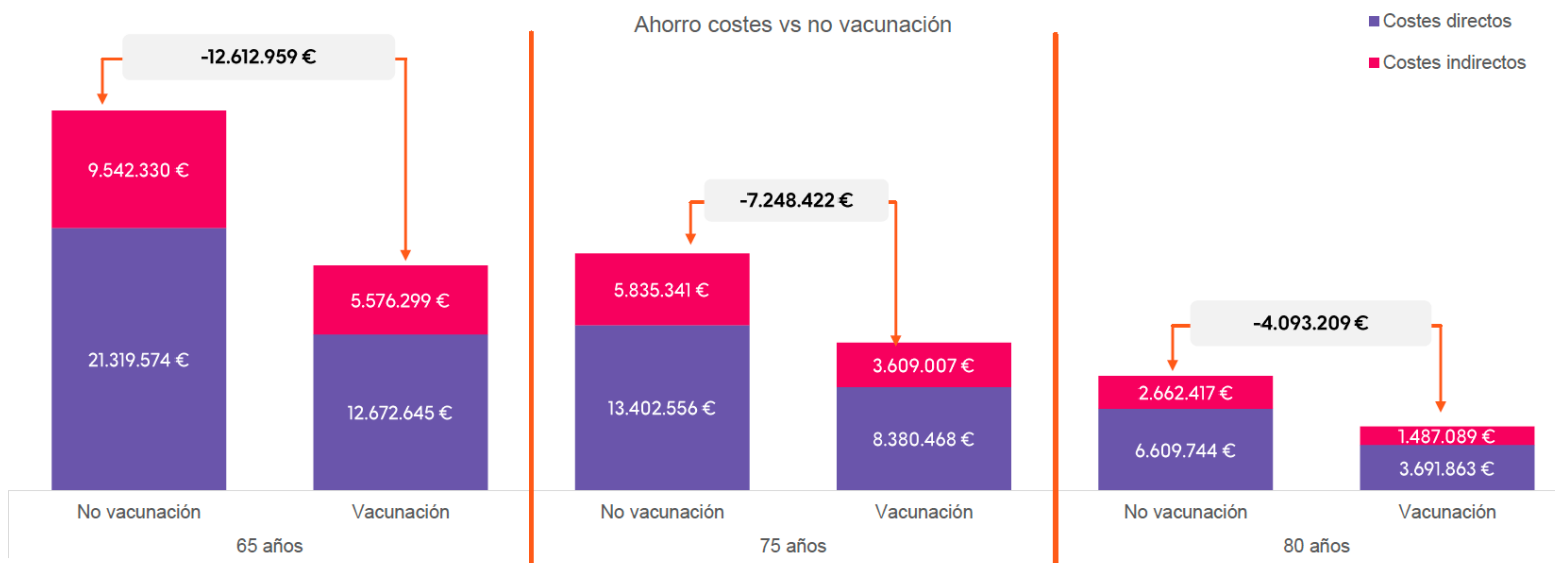 Ahorro costes vs no vacunación
Costes directos
Costes indirectos
-12.612.959 €
9.542.330 €
21.319.574 €
5.576.299 €
12.672.645 €
No vacunación
Vacunación
65 años
-7.248.422 €
5.835.341 €
13.402.556 €
3.609.007 €
8.380.468 €
No vacunación
Vacunación
75 años
-4.093.209 €
2.662.417 €
6.609.744 €
1.487.089 €
3.691.863 €
No vacunación
Vacunación
80 años